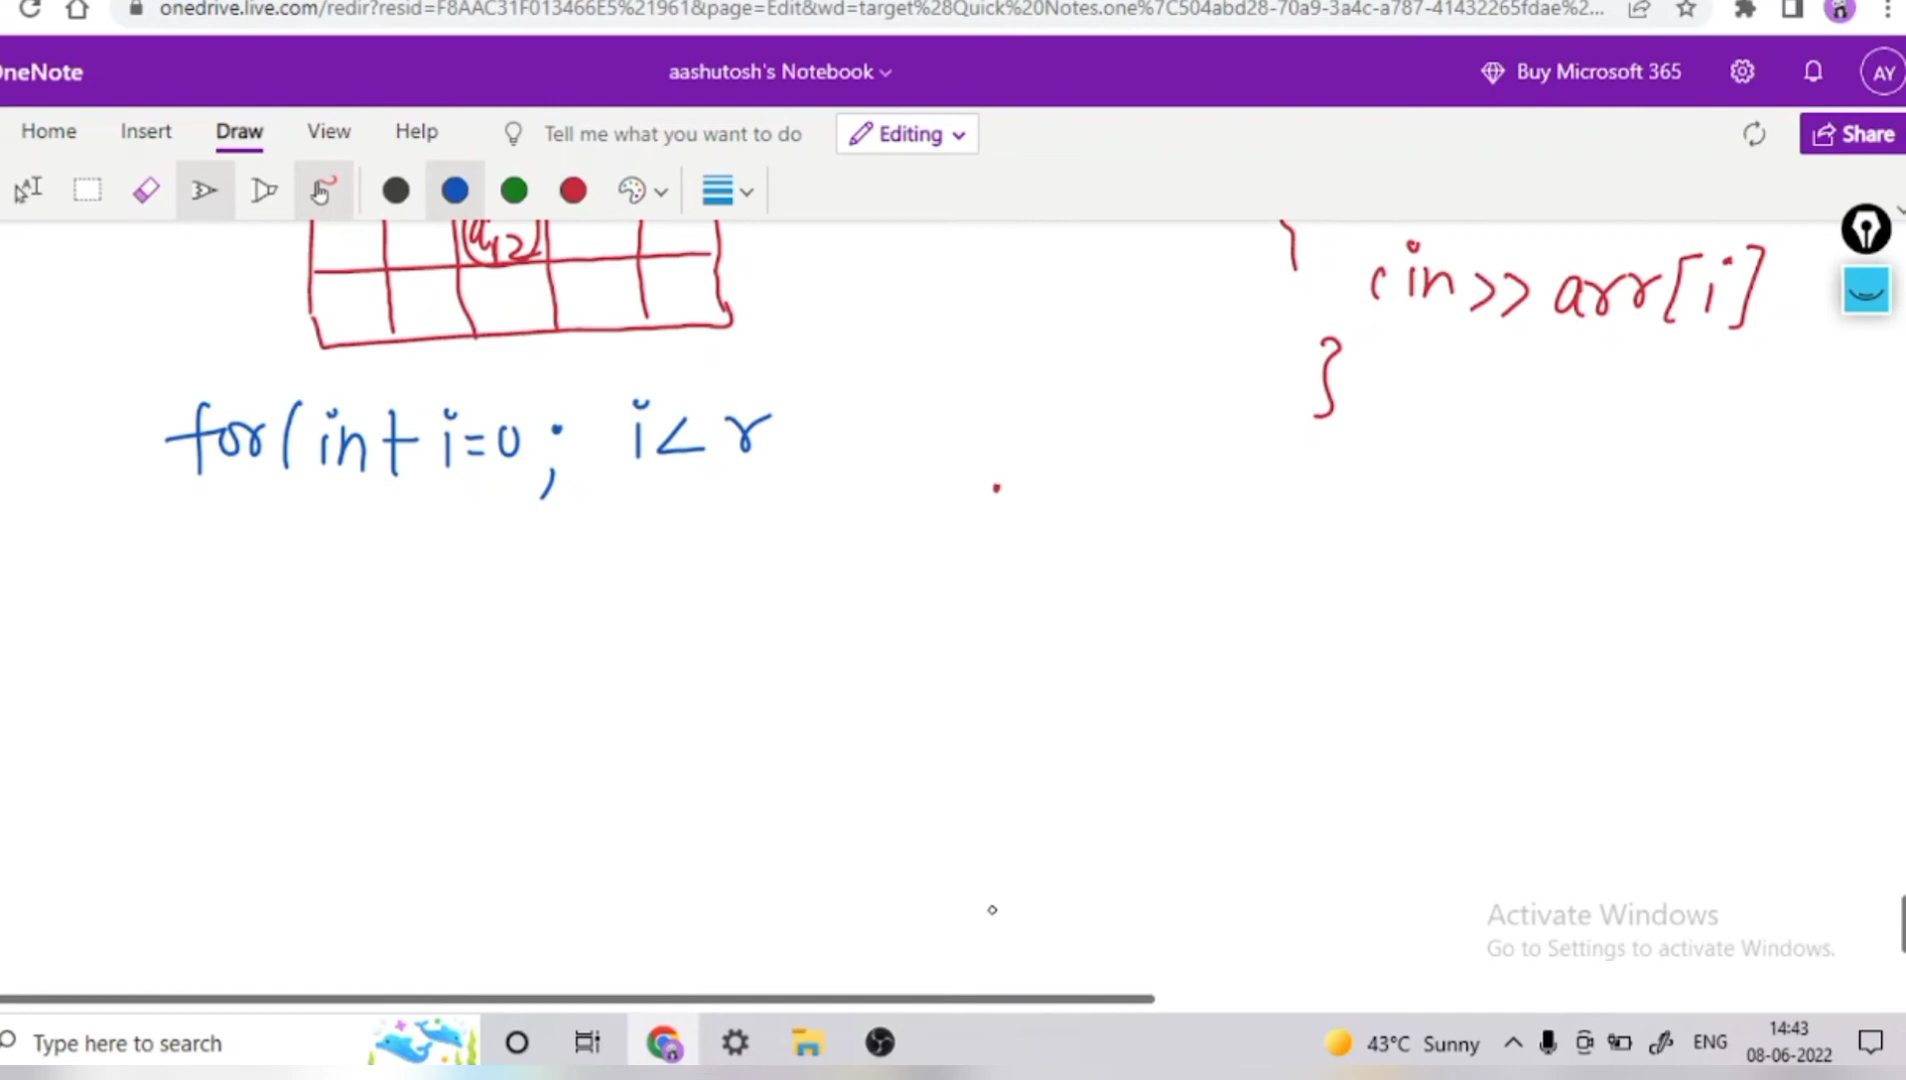 onedrive.live.com/redir?resid=F8AAC31F013466E5%21961&page=Edit&wd=target%28Quick%20Notes.one%7C504abd28-70a9-3a4c-a787-41432265fdae%2...
OneNote
aashutosh's Notebook
Buy Microsoft 365
AY
Home
Insert
Draw
View
Help
Tell me what you want to do
Editing
Share
a12
cin>>arr[i]
}
for(int i=0; i<r
Activate Windows
Go to Settings to activate Windows.
Type here to search
43°C Sunny
ENG
14:43
08-06-2022